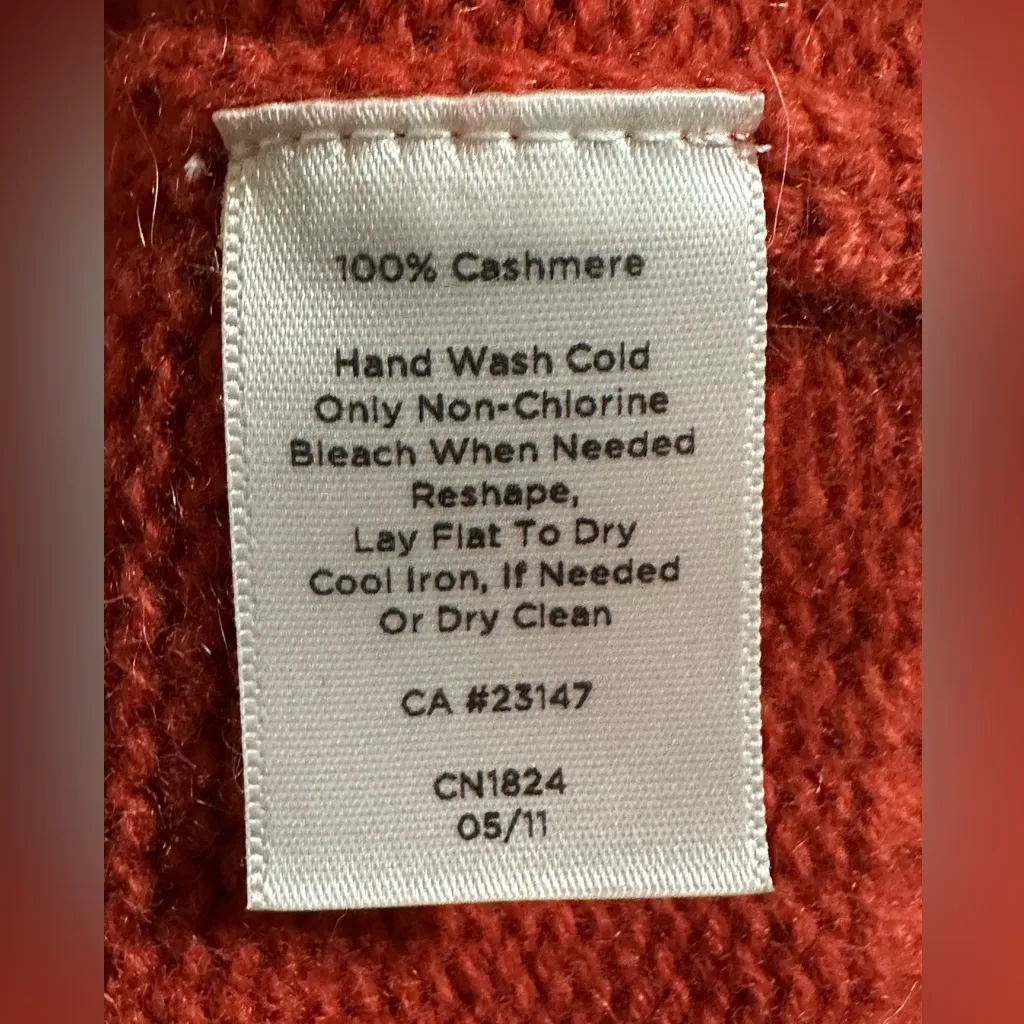 100% Cashmere
Hand Wash Cold
Only Non-Chlorine
Bleach When Needed
Reshape,
Lay Flat To Dry
Cool Iron, If Needed
Or Dry Clean
CA #23147
CN1824
05/11